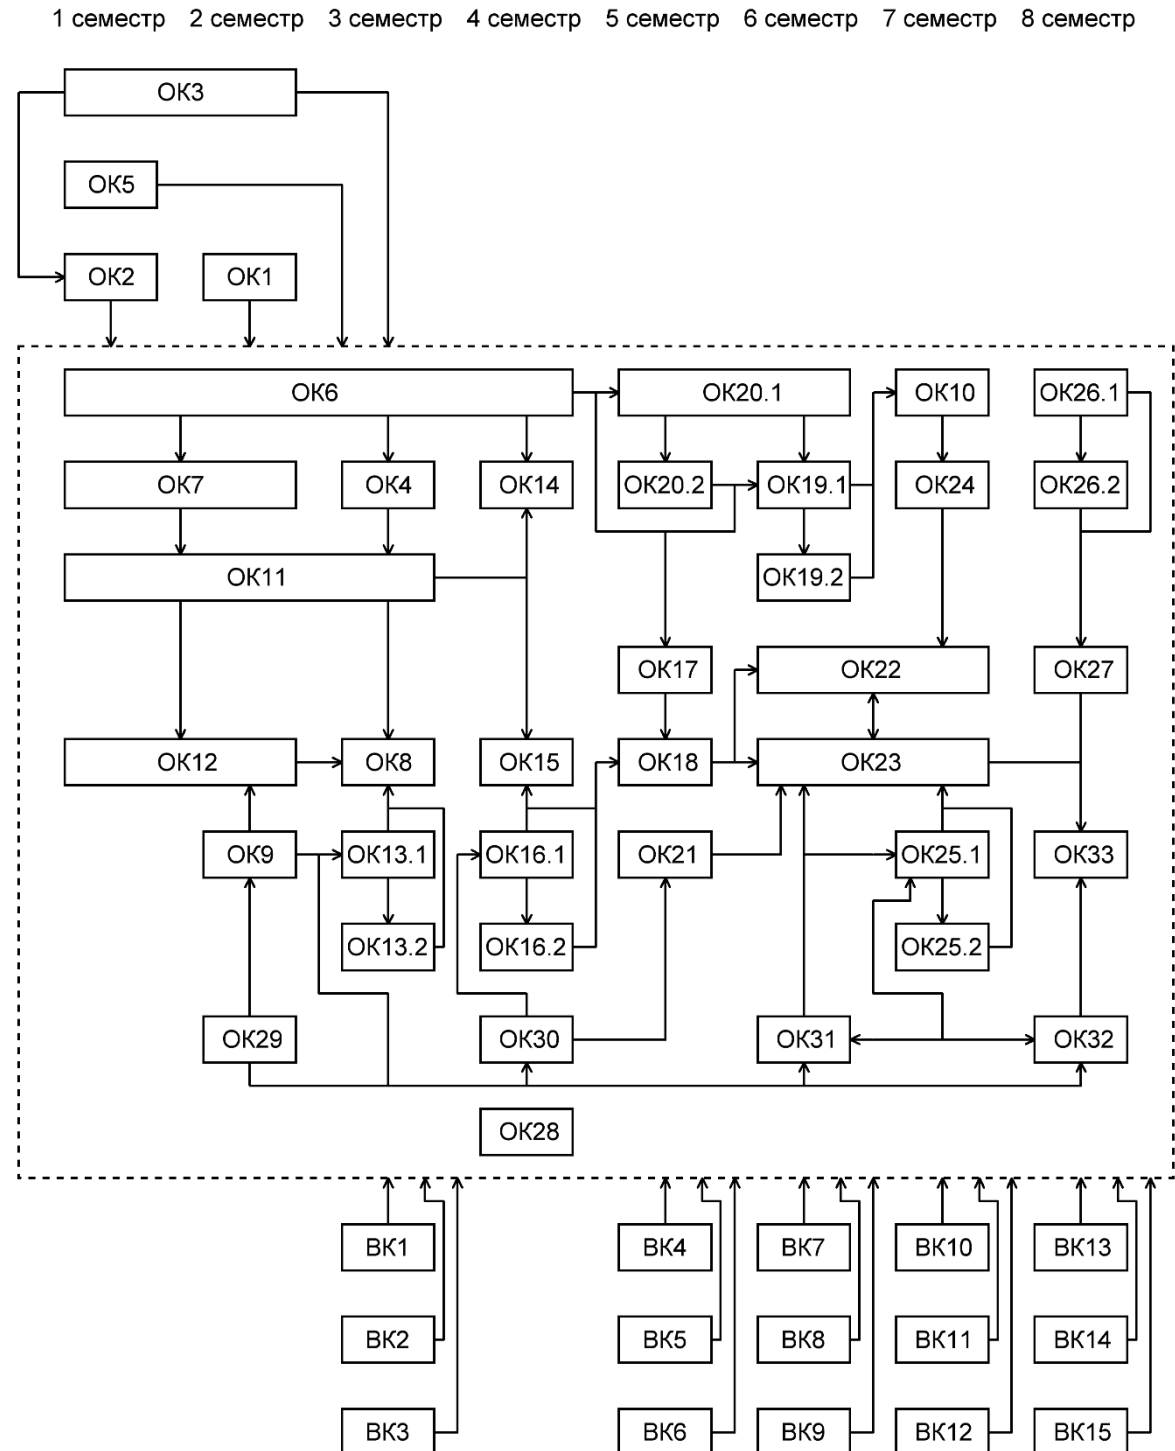 1 семестр 2 семестр 3 семестр 4 семестр 5 семестр 6 семестр 7 семестр 8 семестр
ОК3
ОК5
ОК2 ОК1
ОК6 ОК20.1 ОК10 ОК26.1
ОК7 ОК4 ОК14 ОК20.2 ОК19.1 ОК24 ОК26.2
ОК11 ОК19.2
ОК17 ОК22 ОК27
ОК12 ОК8 ОК15 ОК18 ОК23
ОК9 ОК13.1 ОК16.1 ОК21 ОК25.1 ОК33
ОК13.2 ОК16.2 ОК25.2
ОК29 ОК30 ОК31 ОК32
ОК28
ВК1 ВК4 ВК7 ВК10 ВК13
ВК2 ВК5 ВК8 ВК11 ВК14
ВК3 ВК6 ВК9 ВК12 ВК15